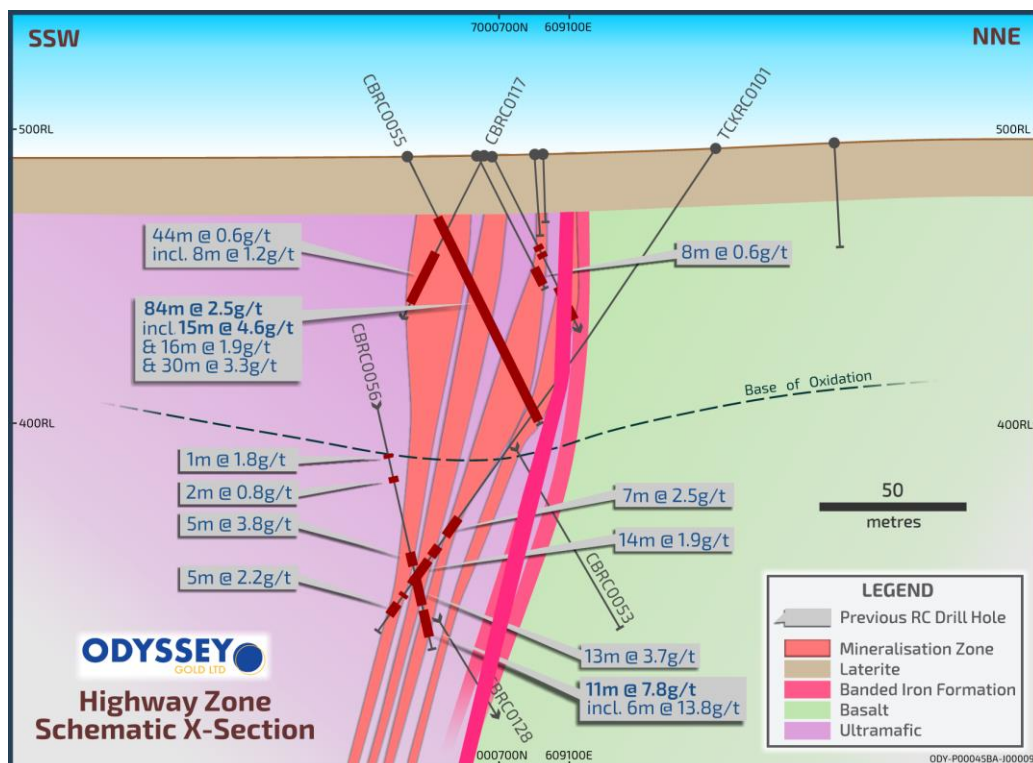 SSW
7000700N
609100E
NNE
CBRC0055
CBRC0117
TCKRC0101
500RL
500RL
44m @ 0.6g/t
incl. 8m @ 1.2g/t
8m @ 0.6g/t
84m @ 2.5g/t
incl. 15m @ 4.6g/t
& 16m @ 1.9g/t
& 30m @ 3.3g/t
CBRC0056
Base of Oxidation
400RL
400RL
1m @ 1.8g/t
2m @ 0.8g/t
5m @ 3.8g/t
5m @ 2.2g/t
7m @ 2.5g/t
14m @ 1.9g/t
CBRC0053
50
metres
13m @ 3.7g/t
11m @ 7.8g/t
incl. 6m @ 13.8g/t
BRC0128
ODYSSEY
GOLD LTD
Highway Zone
Schematic X-Section
LEGEND
Previous RC Drill Hole
Mineralisation Zone
Laterite
Banded Iron Formation
Basalt
Ultramafic
000700N
609100E